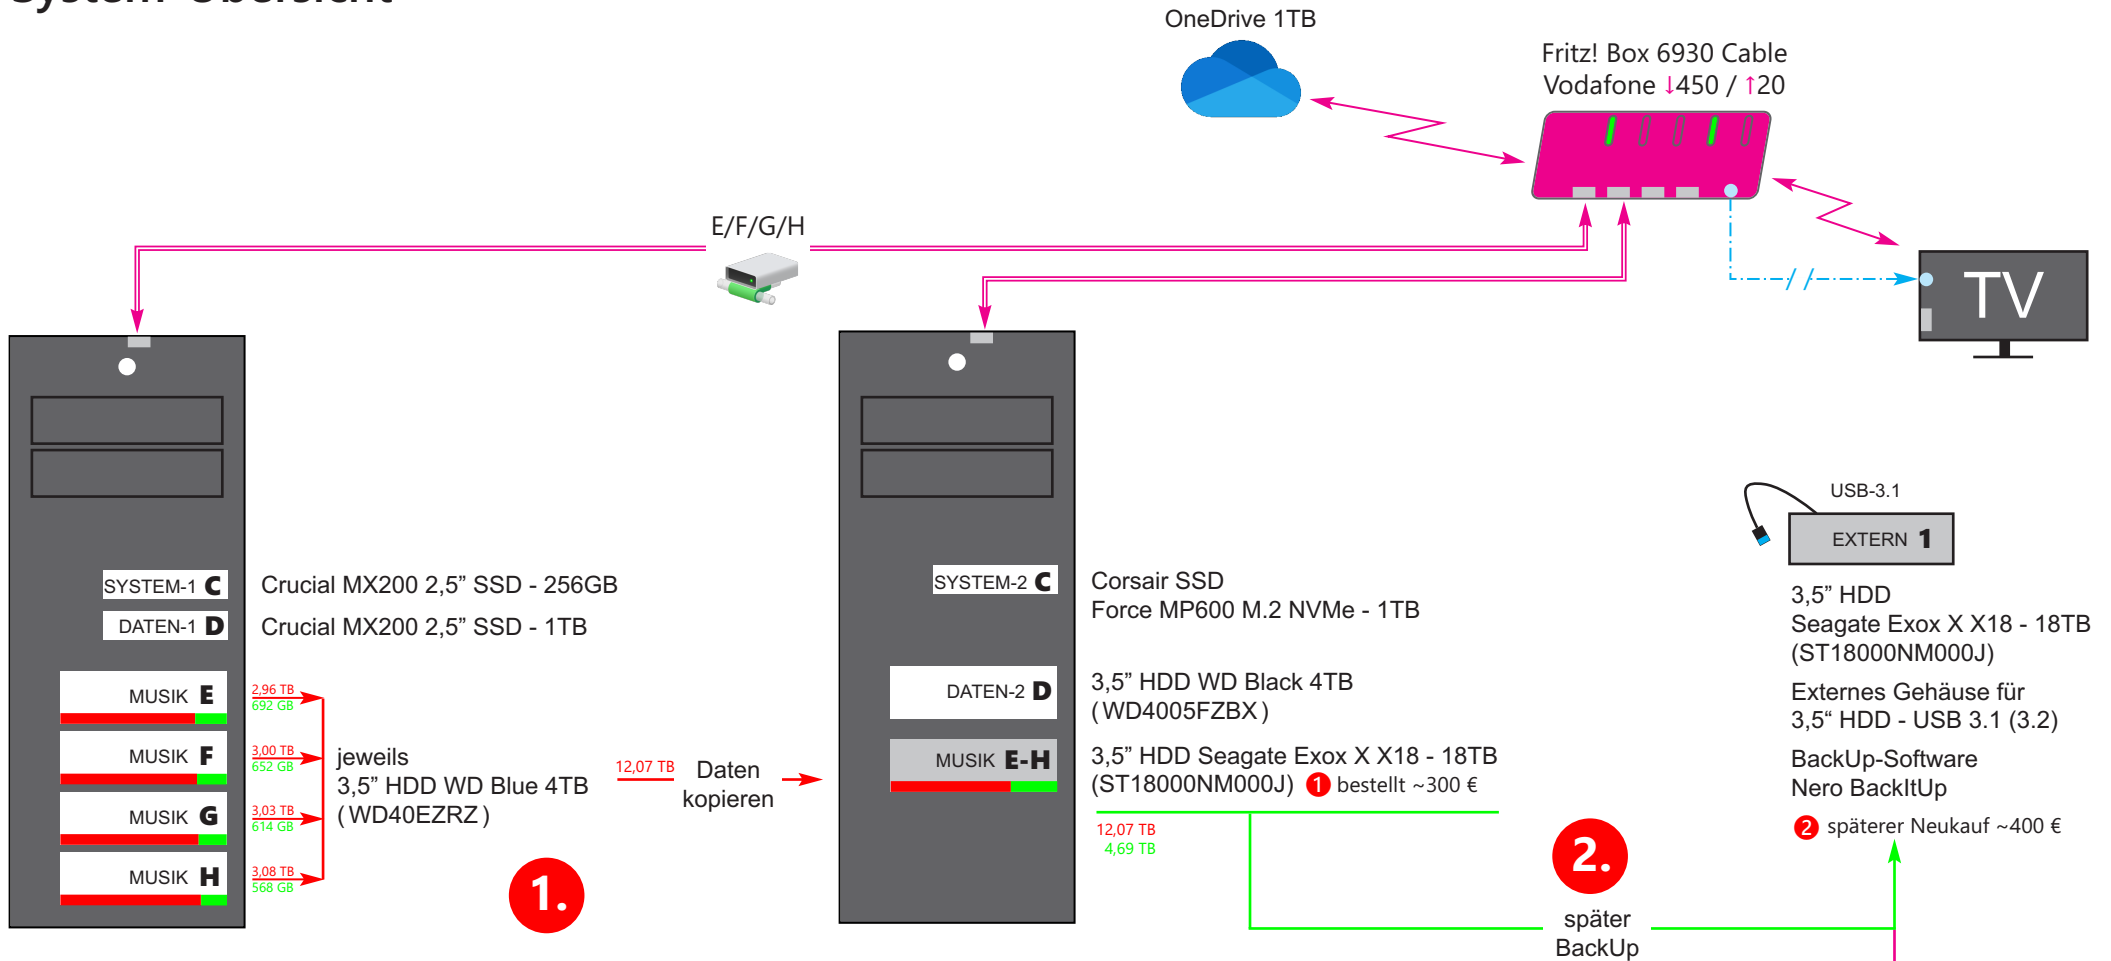 System-Übersicht
OneDrive 1TB
Fritz! Box 6930 Cable
Vodafone ↓450 / ↑20
E/F/G/H
TV
USB-3.1
EXTERN 1
3,5” HDD
Seagate Exox X X18 - 18TB
(ST18000NM000J)
Externes Gehäuse für
3,5“ HDD - USB 3.1 (3.2)
BackUp-Software
Nero BackItUp
2 späterer Neukauf ~400 €
SYSTEM-1 C
Crucial MX200 2,5” SSD - 256GB
DATEN-1 D
Crucial MX200 2,5” SSD - 1TB
MUSIK E
2,96 TB
692 GB
MUSIK F
3,00 TB
652 GB
MUSIK G
3,03 TB
614 GB
MUSIK H
3,08 TB
568 GB
jeweils
3,5” HDD WD Blue 4TB
(WD40EZRZ)
1.
12,07 TB
Daten
kopieren
SYSTEM-2 C
Corsair SSD
Force MP600 M.2 NVMe - 1TB
DATEN-2 D
3,5” HDD WD Black 4TB
(WD4005FZBX)
MUSIK E-H
3,5” HDD Seagate Exox X X18 - 18TB
(ST18000NM000J) 1 bestellt ~300 €
12,07 TB
4,69 TB
2.
später
BackUp